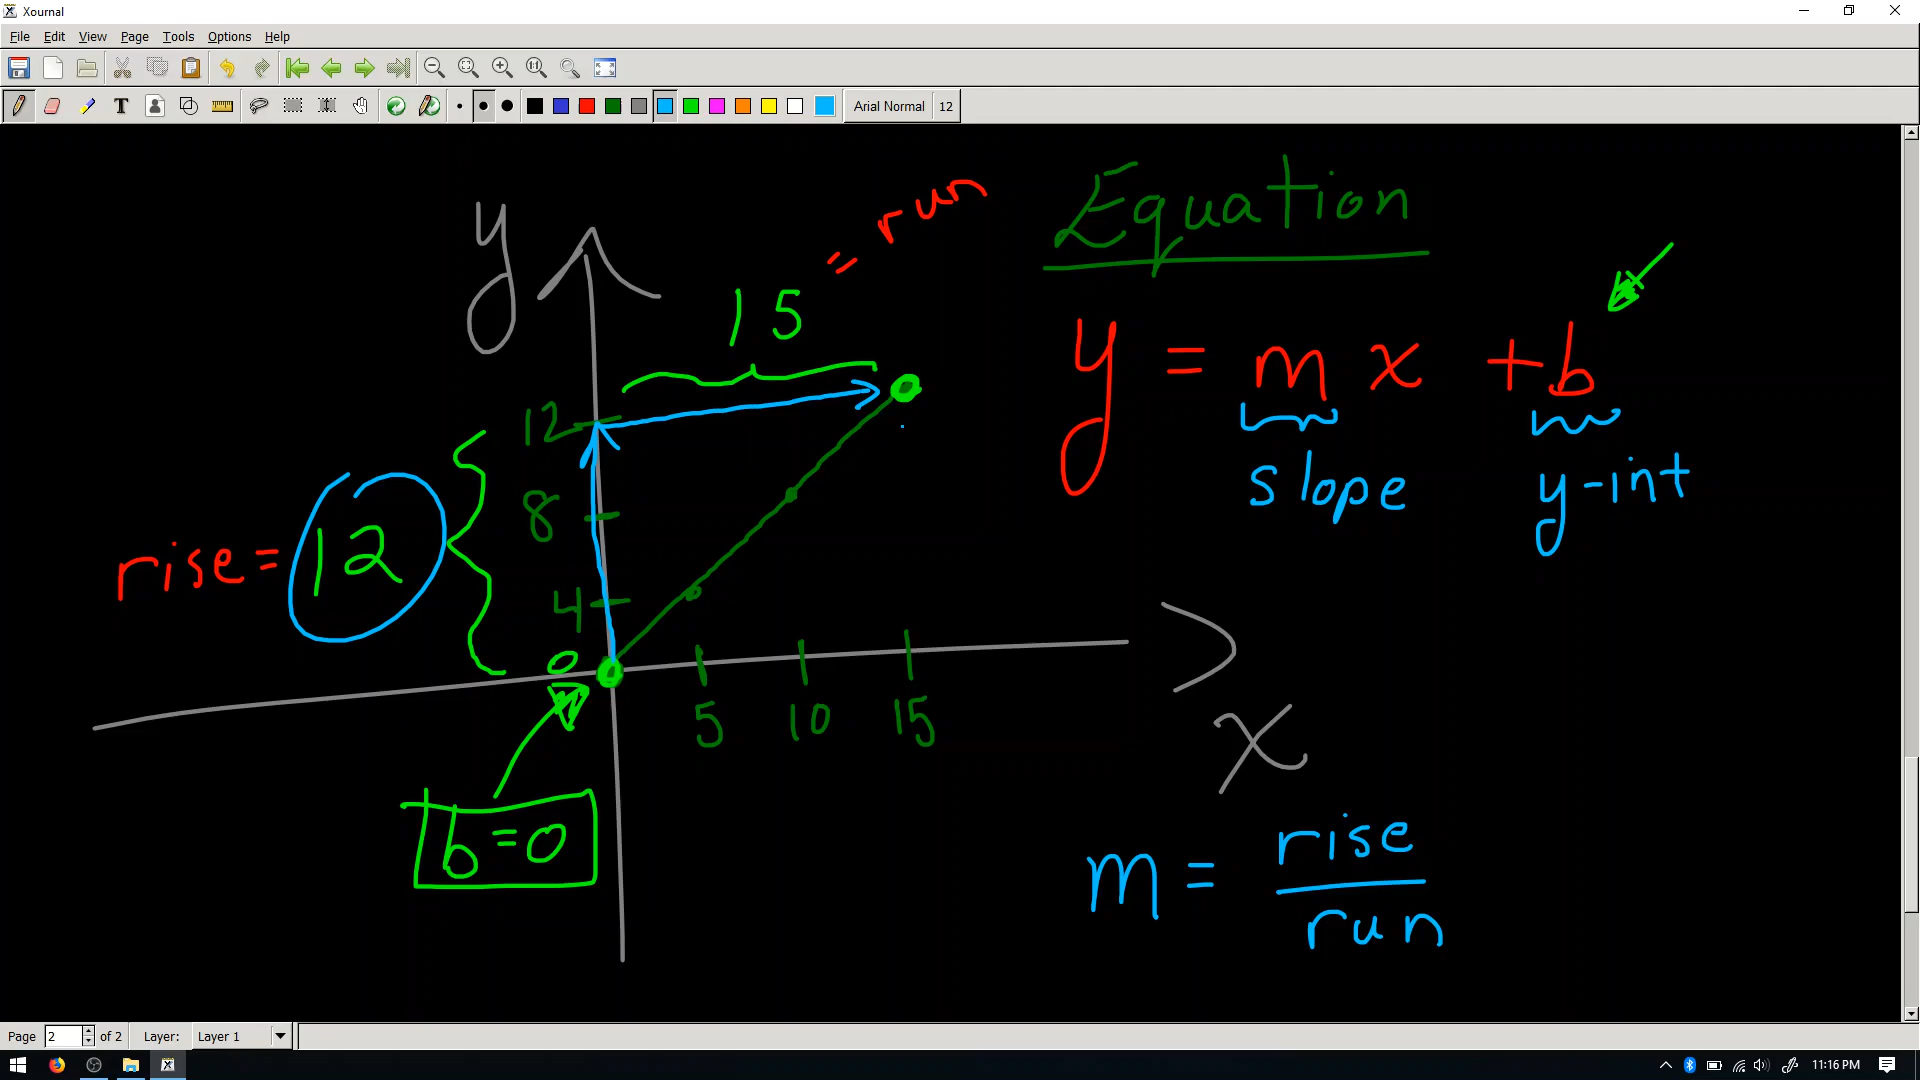 Xournal
File Edit View Page Tools Options Help
Arial Normal 12
y
15 = run
12
8
4
0
rise = 12
5 10 15
x
b = 0
Equation
y = mx + b
slope y-int
m = rise
run
Page 2 of 2 Layer: Layer 1
11:16 PM